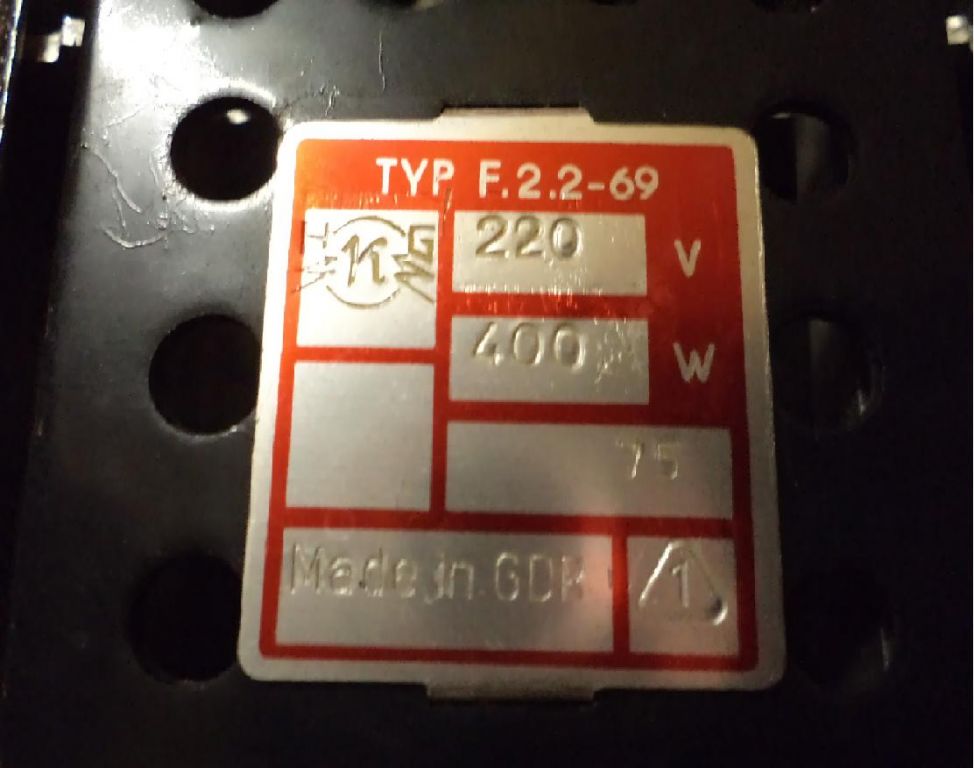 TYP F.2.2-69
K
220 V
400 W
75
Made in GDR
1